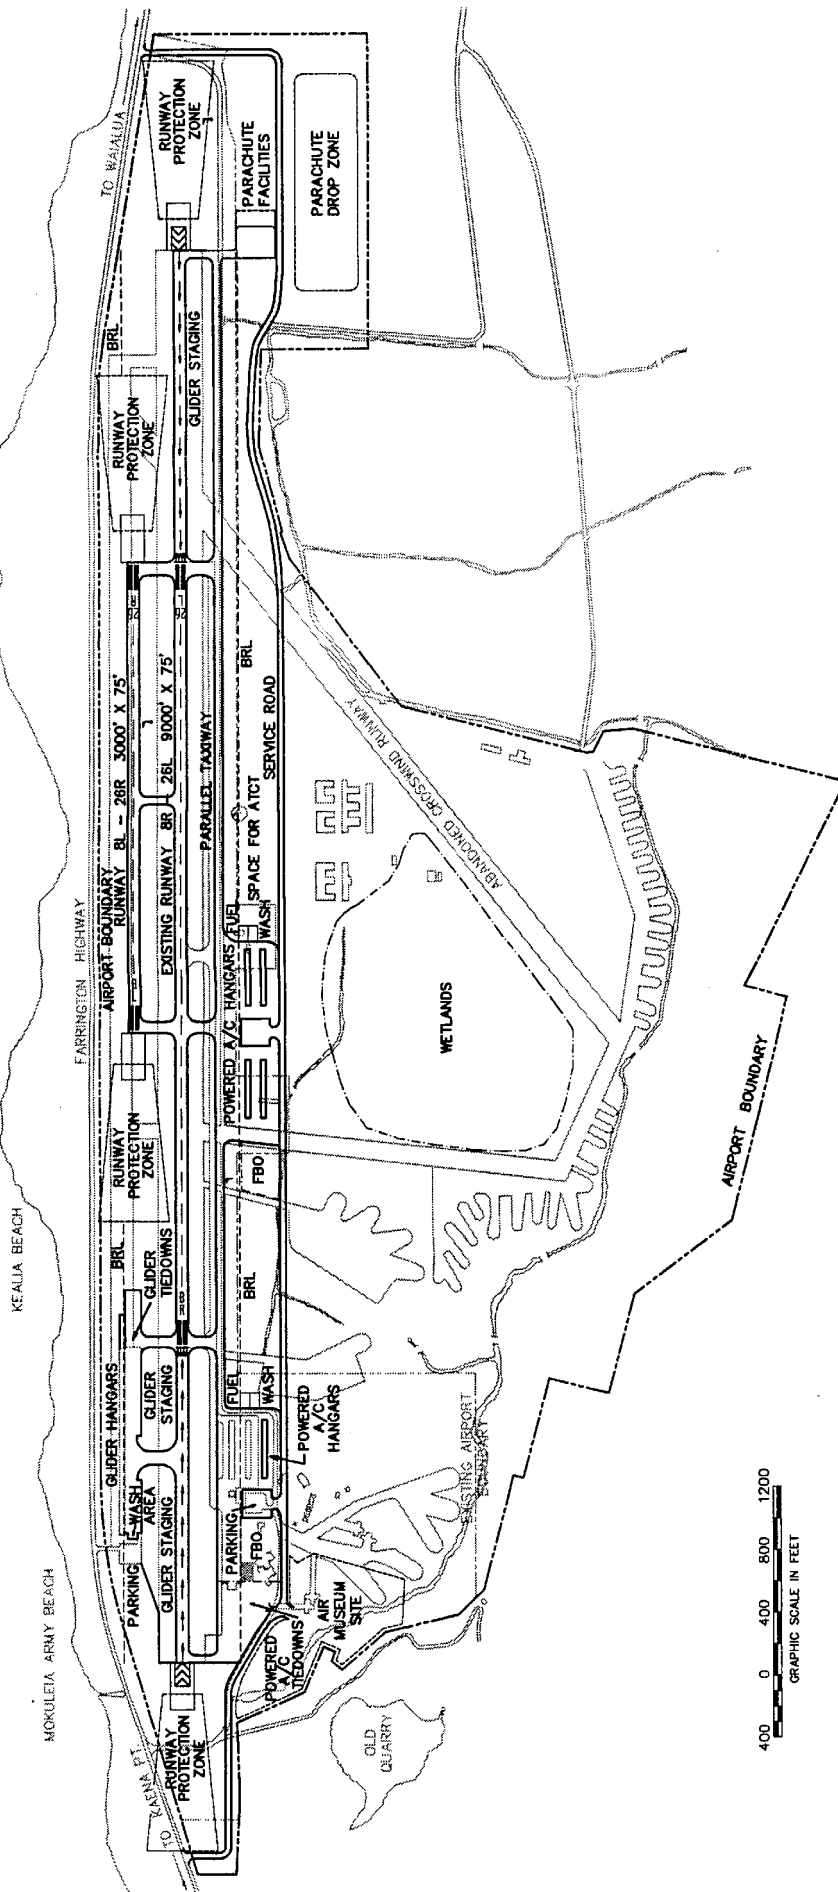 TO WAIALUA
RUNWAY
PROTECTION
ZONE
PARACHUTE
FACILITIES
PARACHUTE
DROP ZONE
BRL
GLIDER STAGING
RUNWAY
PROTECTION
ZONE
FARRINGTON HIGHWAY
AIRPORT BOUNDARY
RUNWAY 8L - 26R 3000' X 75'
26R
EXISTING RUNWAY 8R 26L 9000' X 75'
26L
PARALLEL TAXIWAY
BRL
SERVICE ROAD
SPACE FOR ATCT
ABANDONED CROSSWIND RUNWAY
FUEL
WASH
POWERED A/C HANGARS
WETLANDS
AIRPORT BOUNDARY
RUNWAY
PROTECTION
ZONE
FBO
KEALIA BEACH
BRL
GLIDER
TIEDOWNS
BRL
GLIDER HANGARS
GLIDER
STAGING
FUEL
WASH
POWERED
A/C
HANGARS
EXISTING AIRPORT
BOUNDARY
WASH
AREA
PARKING
GLIDER STAGING
PARKING
FBO
AIR
MUSEUM
SITE
POWERED
A/C
TIEDOWNS
MOKULEIA ARMY BEACH
RUNWAY
PROTECTION
ZONE
TO KAENA PT.
OLD
QUARRY
400 0 400 800 1200
GRAPHIC SCALE IN FEET